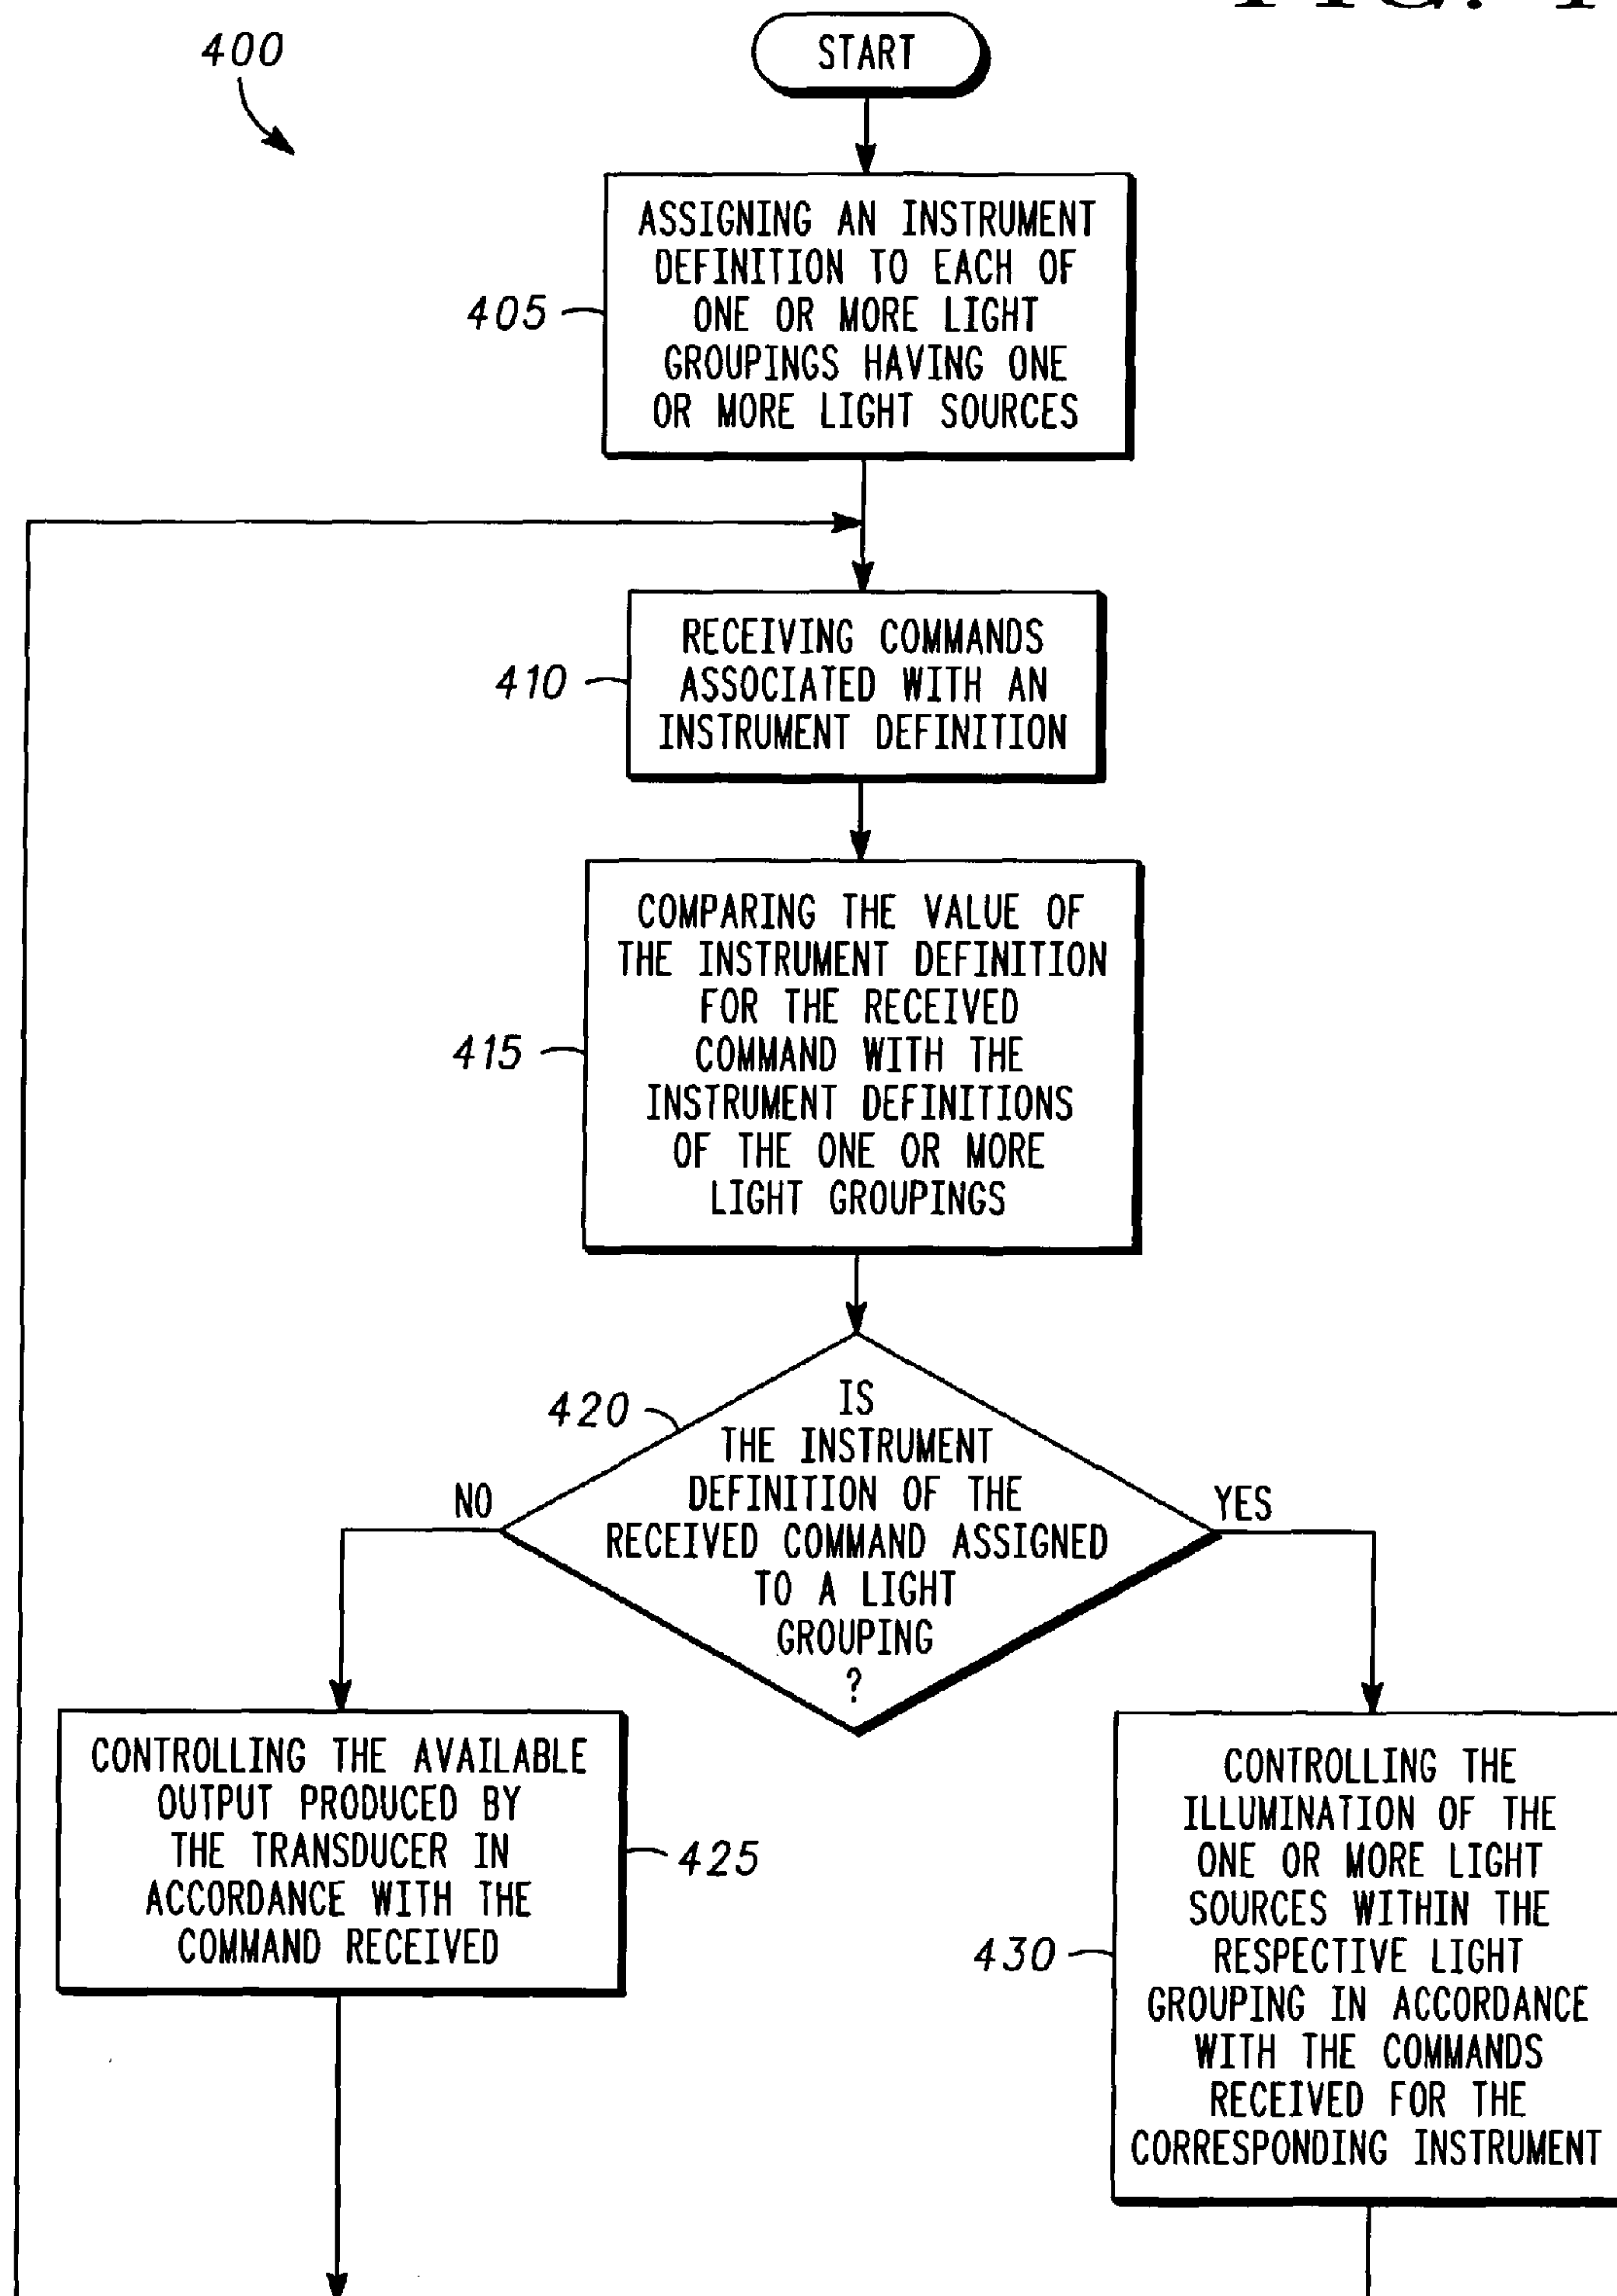 400
START
ASSIGNING AN INSTRUMENT
DEFINITION TO EACH OF
ONE OR MORE LIGHT
GROUPINGS HAVING ONE
OR MORE LIGHT SOURCES
405
RECEIVING COMMANDS
ASSOCIATED WITH AN
INSTRUMENT DEFINITION
410
COMPARING THE VALUE OF
THE INSTRUMENT DEFINITION
FOR THE RECEIVED
COMMAND WITH THE
INSTRUMENT DEFINITIONS
OF THE ONE OR MORE
LIGHT GROUPINGS
415
420
IS
THE INSTRUMENT
DEFINITION OF THE
RECEIVED COMMAND ASSIGNED
TO A LIGHT
GROUPING
?
NO
YES
CONTROLLING THE AVAILABLE
OUTPUT PRODUCED BY
THE TRANSDUCER IN
ACCORDANCE WITH THE
COMMAND RECEIVED
425
CONTROLLING THE
ILLUMINATION OF THE
ONE OR MORE LIGHT
SOURCES WITHIN THE
RESPECTIVE LIGHT
GROUPING IN ACCORDANCE
WITH THE COMMANDS
RECEIVED FOR THE
CORRESPONDING INSTRUMENT
430